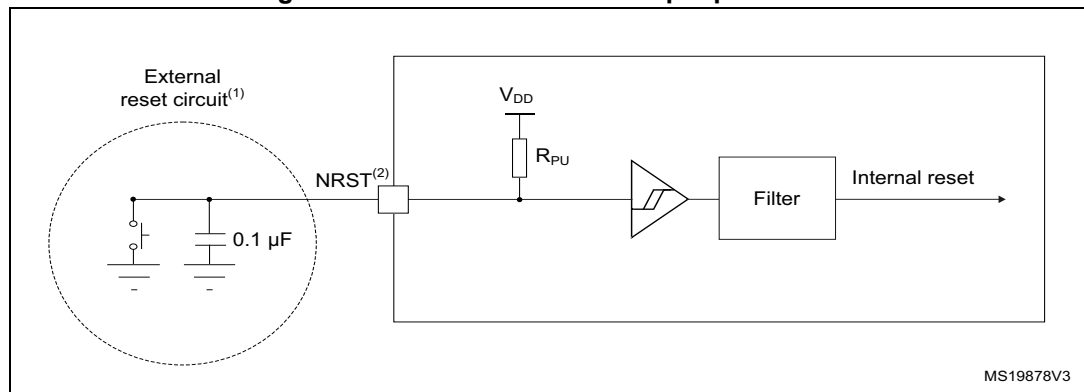 External
reset circuit(1)
VDD
RPU
NRST(2)
Filter
Internal reset
0.1 µF
MS19878V3